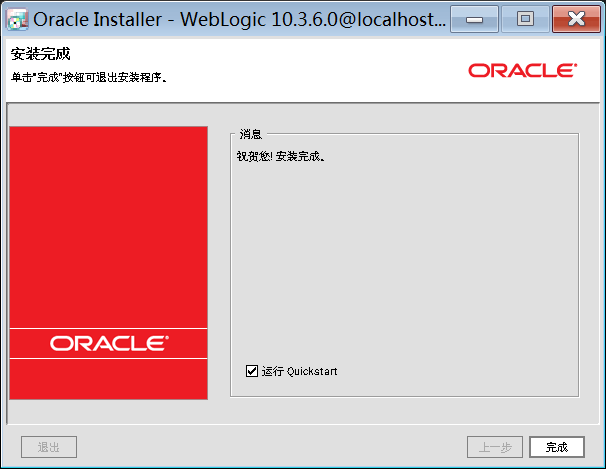 Oracle Installer - WebLogic 10.3.6.0@localhost...
安装完成
单击"完成"按钮可退出安装程序。
ORACLE
消息
祝贺您! 安装完成。
ORACLE
运行 Quickstart
退出
上一步
完成